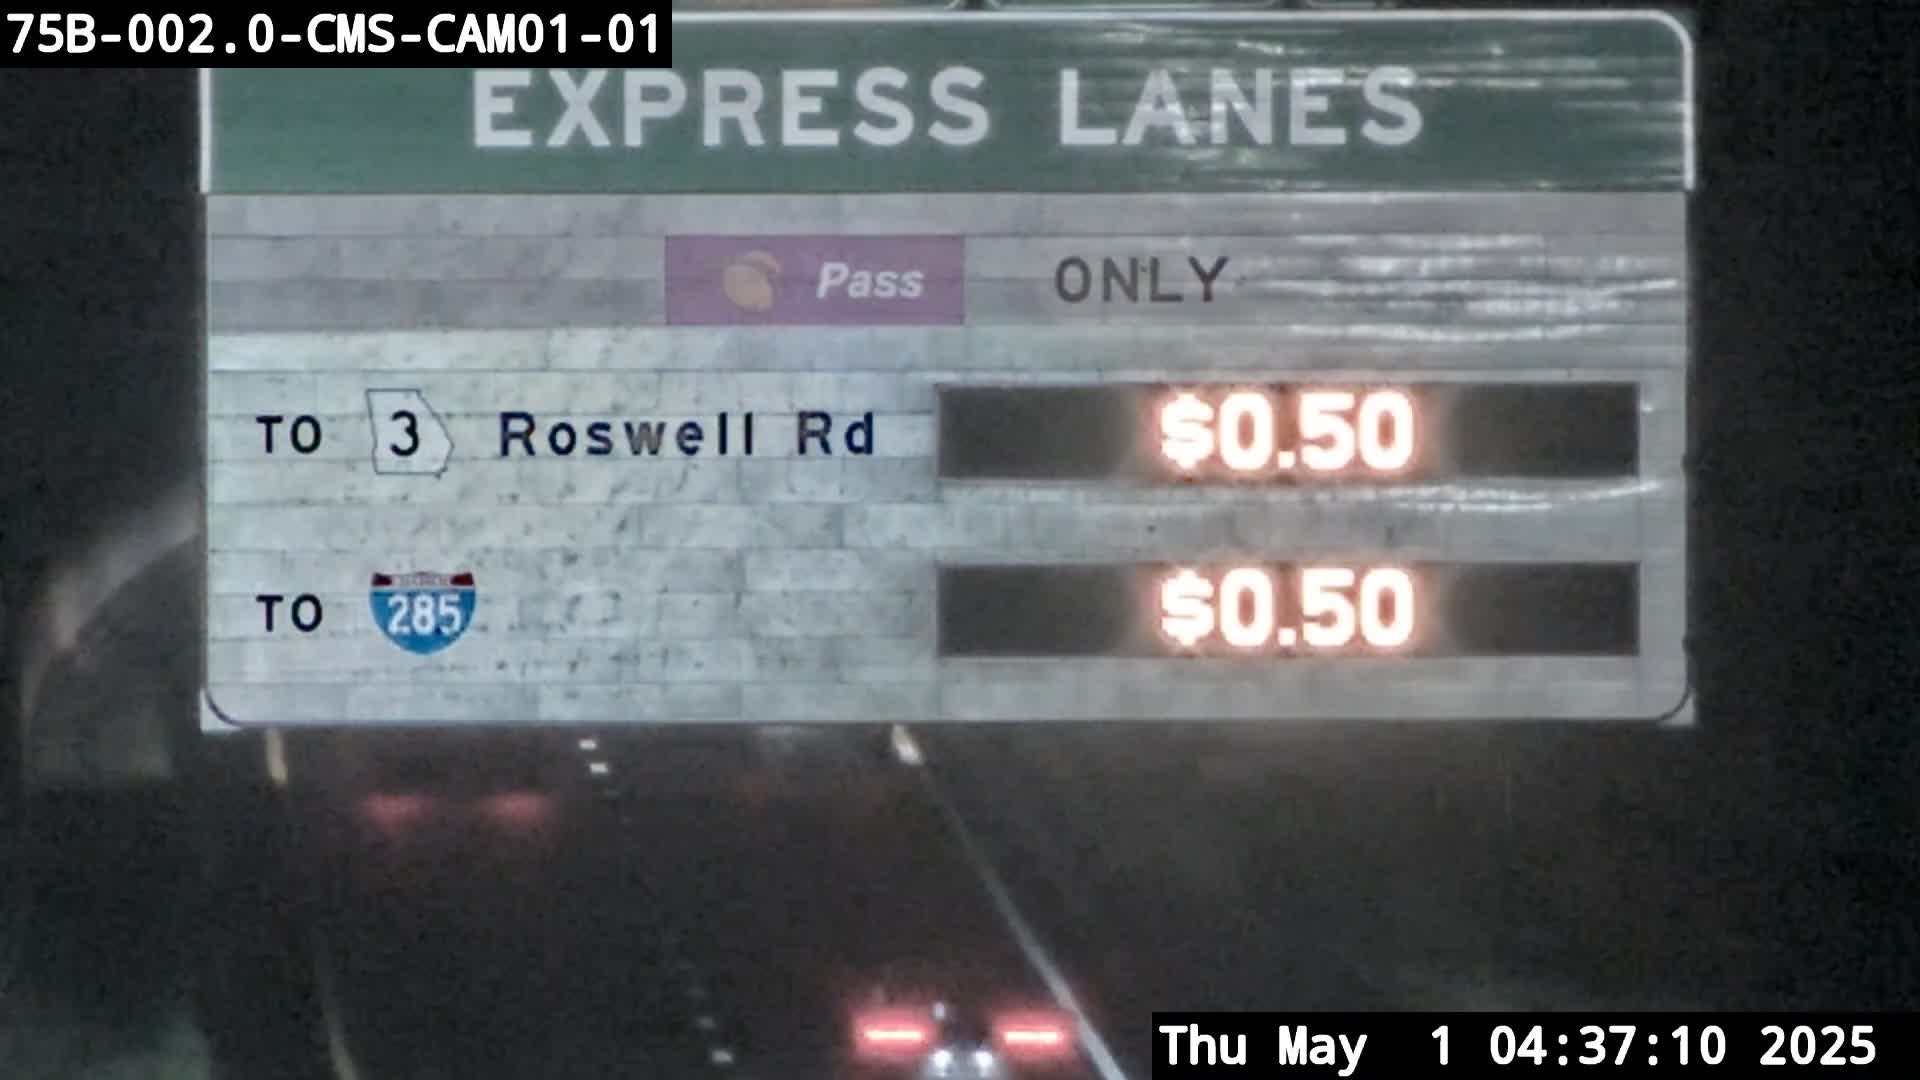 75B-002.0-CMS-CAM01-01
EXPRESS LANES
Pass ONLY
TO 3 Roswell Rd $0.50
TO 285 $0.50
Thu May 1 04:37:10 2025